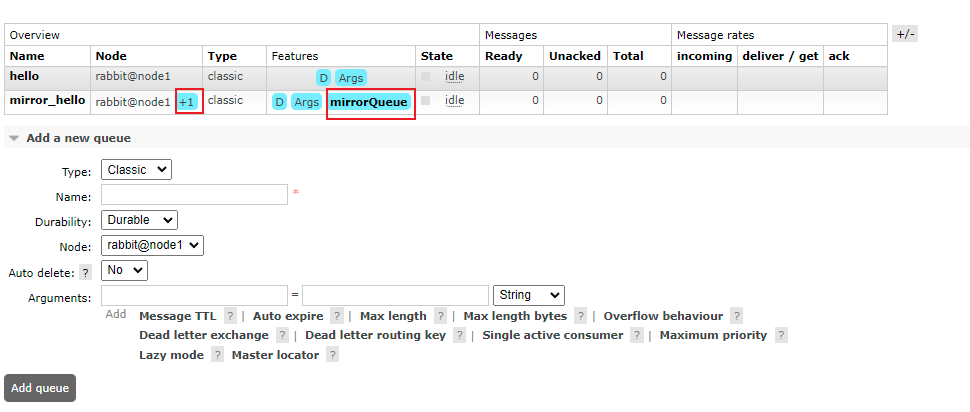 Overview Messages Message rates +/-
Name Node Type Features State Ready Unacked Total incoming deliver / get ack
hello rabbit@node1 classic D Args idle 0 0 0
mirror_hello rabbit@node1 +1 classic D Args mirrorQueue idle 0 0 0
Add a new queue
Type: Classic
Name: *
Durability: Durable
Node: rabbit@node1
Auto delete: ? No
Arguments: = String
Add Message TTL ? | Auto expire ? | Max length ? | Max length bytes ? | Overflow behaviour ?
Dead letter exchange ? | Dead letter routing key ? | Single active consumer ? | Maximum priority ?
Lazy mode ? Master locator ?
Add queue